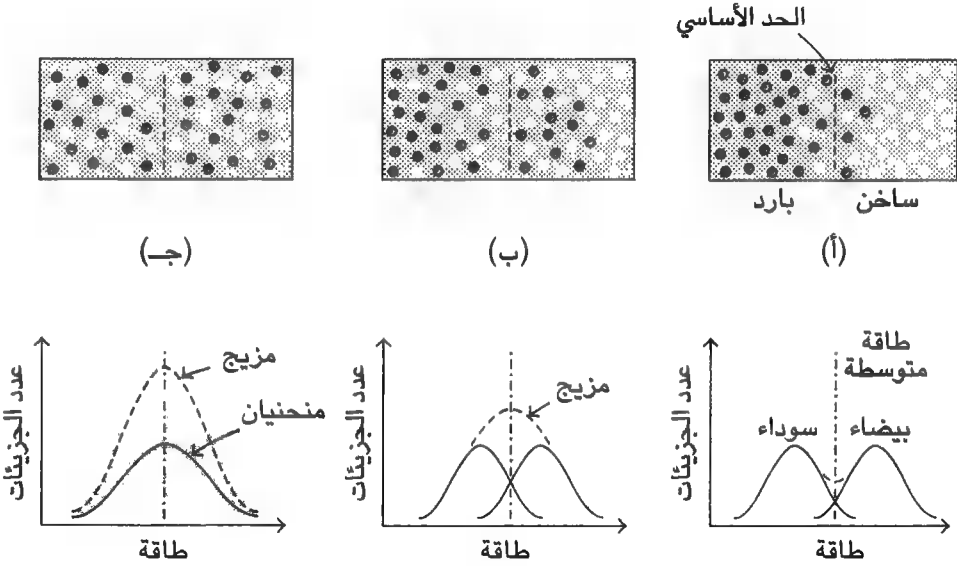 الحد الأساسي
ساخن
بارد
(أ)
(ب)
(جـ)
طاقة
متوسطة
بيضاء
سوداء
عدد الجزيئات
طاقة
مزيج
عدد الجزيئات
طاقة
مزيج
منحنيان
عدد الجزيئات
طاقة